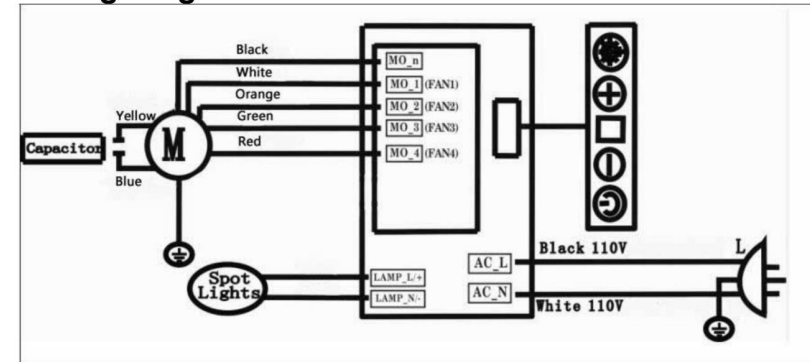 Black
White
Orange
Green
Red
Yellow
Blue
Capacitor
M
MO_n
MO_1 (FAN1)
MO_2 (FAN2)
MO_3 (FAN3)
MO_4 (FAN4)
Spot
Lights
LAMP_L/+
LAMP_N/-
AC_L
AC_N
Black 110V
White 110V
L